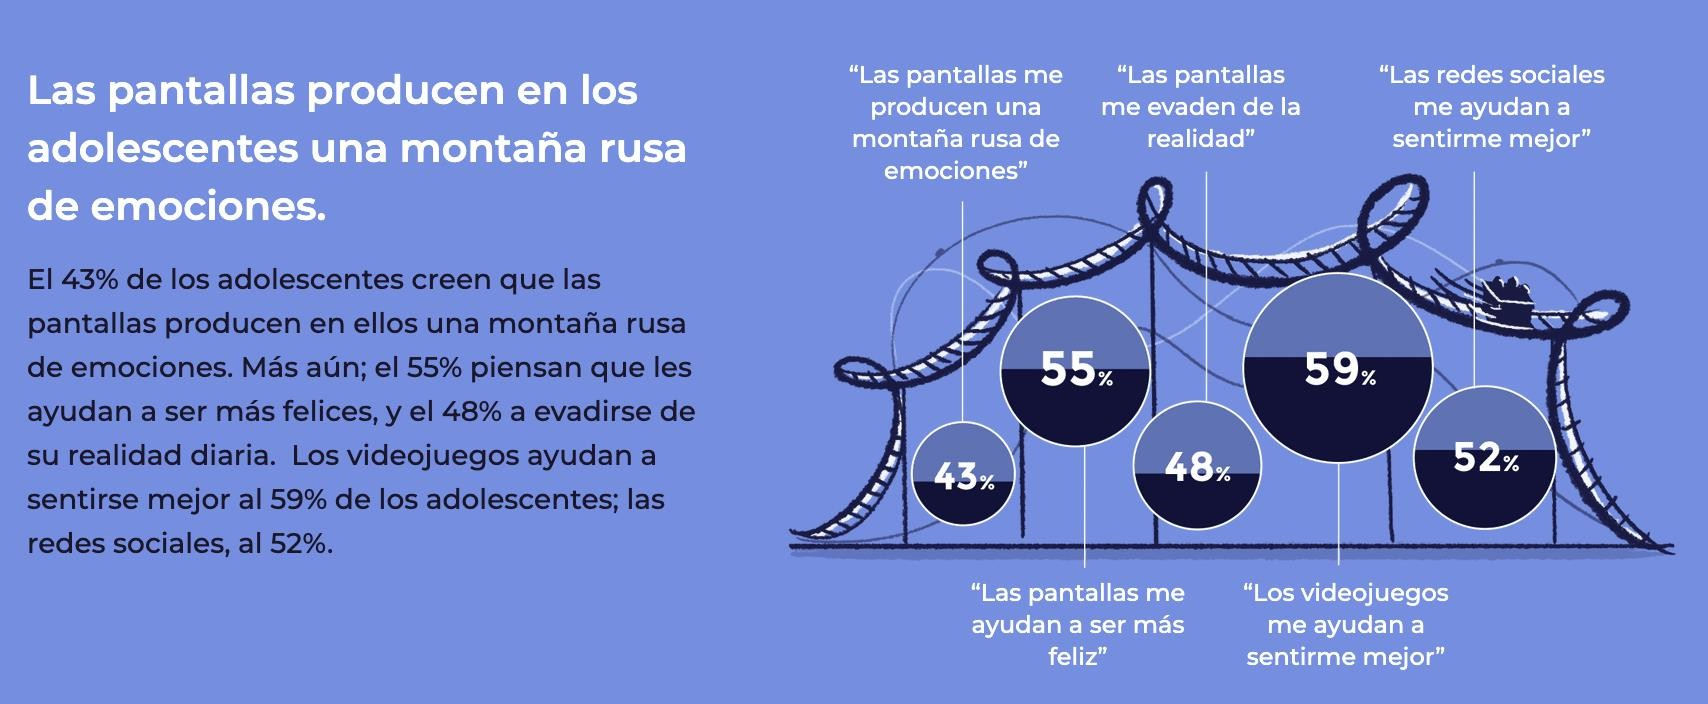 Las pantallas producen en los
adolescentes una montaña rusa
de emociones.
El 43% de los adolescentes creen que las
pantallas producen en ellos una montaña rusa
de emociones. Más aún; el 55% piensan que les
ayudan a ser más felices, y el 48% a evadirse de
su realidad diaria.  Los videojuegos ayudan a
sentirse mejor al 59% de los adolescentes; las
redes sociales, al 52%.
“Las pantallas me
producen una
montaña rusa de
emociones”
“Las pantallas
me evaden de la
realidad”
“Las redes sociales
me ayudan a
sentirme mejor”
43%
55%
48%
59%
52%
“Las pantallas me
ayudan a ser más
feliz”
“Los videojuegos
me ayudan a
sentirme mejor”